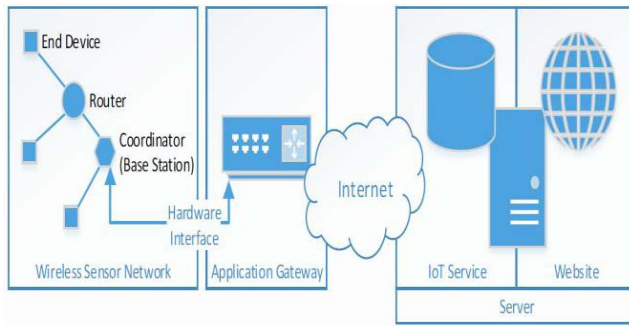 End Device
Router
Coordinator
(Base Station)
Hardware
Interface
Wireless Sensor Network
Application Gateway
Internet
IoT Service
Website
Server